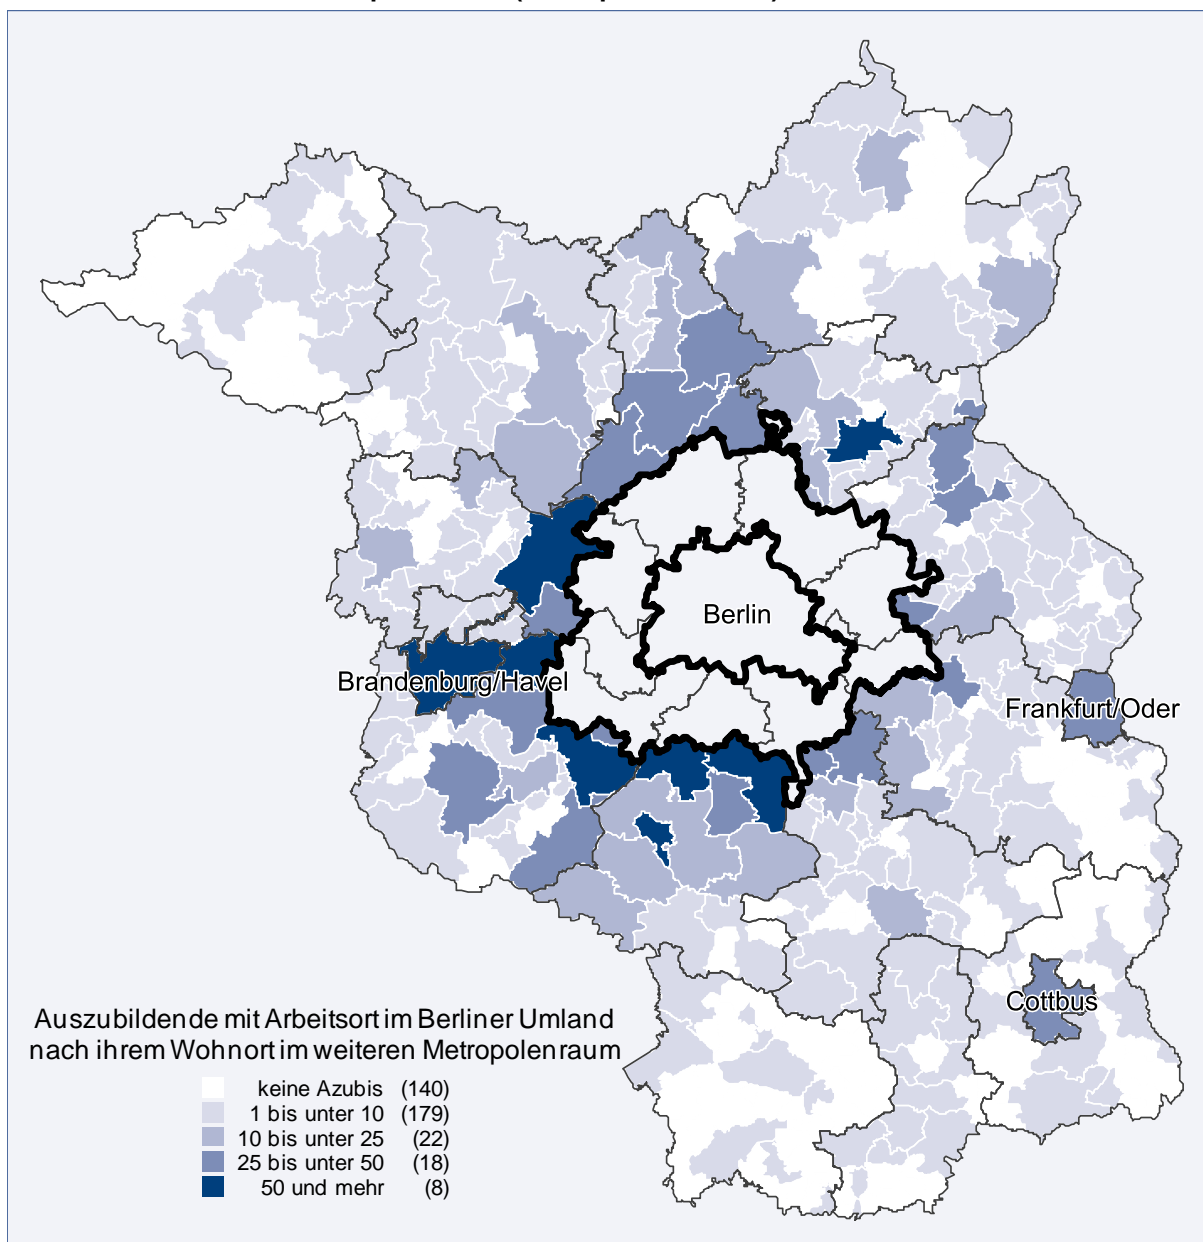 Berlin
Brandenburg/Havel
Frankfurt/Oder
Cottbus
Auszubildende mit Arbeitsort im Berliner Umland
nach ihrem Wohnort im weiteren Metropolenraum
keine Azubis (140)
1 bis unter 10 (179)
10 bis unter 25 (22)
25 bis unter 50 (18)
50 und mehr (8)